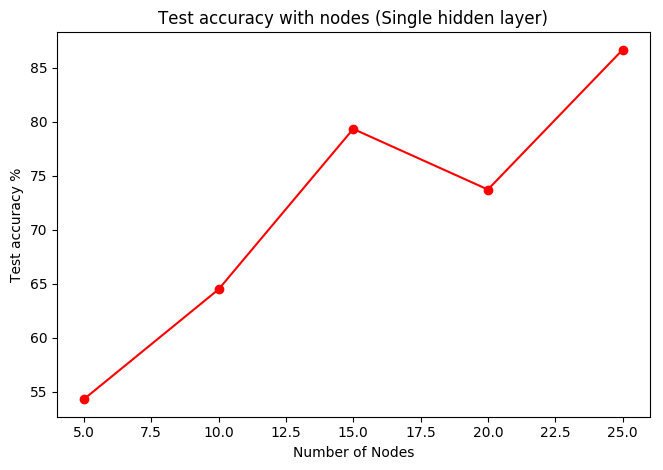 Test accuracy with nodes (Single hidden layer)
85
80
75
70
65
60
55
Test accuracy %
5.0 7.5 10.0 12.5 15.0 17.5 20.0 22.5 25.0
Number of Nodes